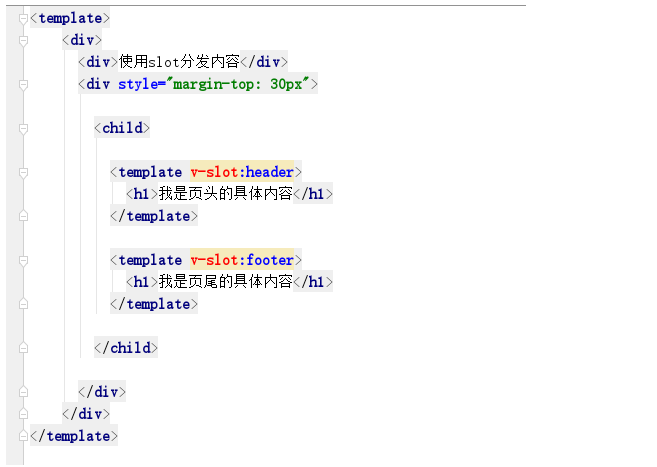 <template>
<div>
<div>使用slot分发内容</div>
<div style="margin-top: 30px">
<child>
<template v-slot:header>
<h1>我是页头的具体内容</h1>
</template>
<template v-slot:footer>
<h1>我是页尾的具体内容</h1>
</template>
</child>
</div>
</div>
</template>